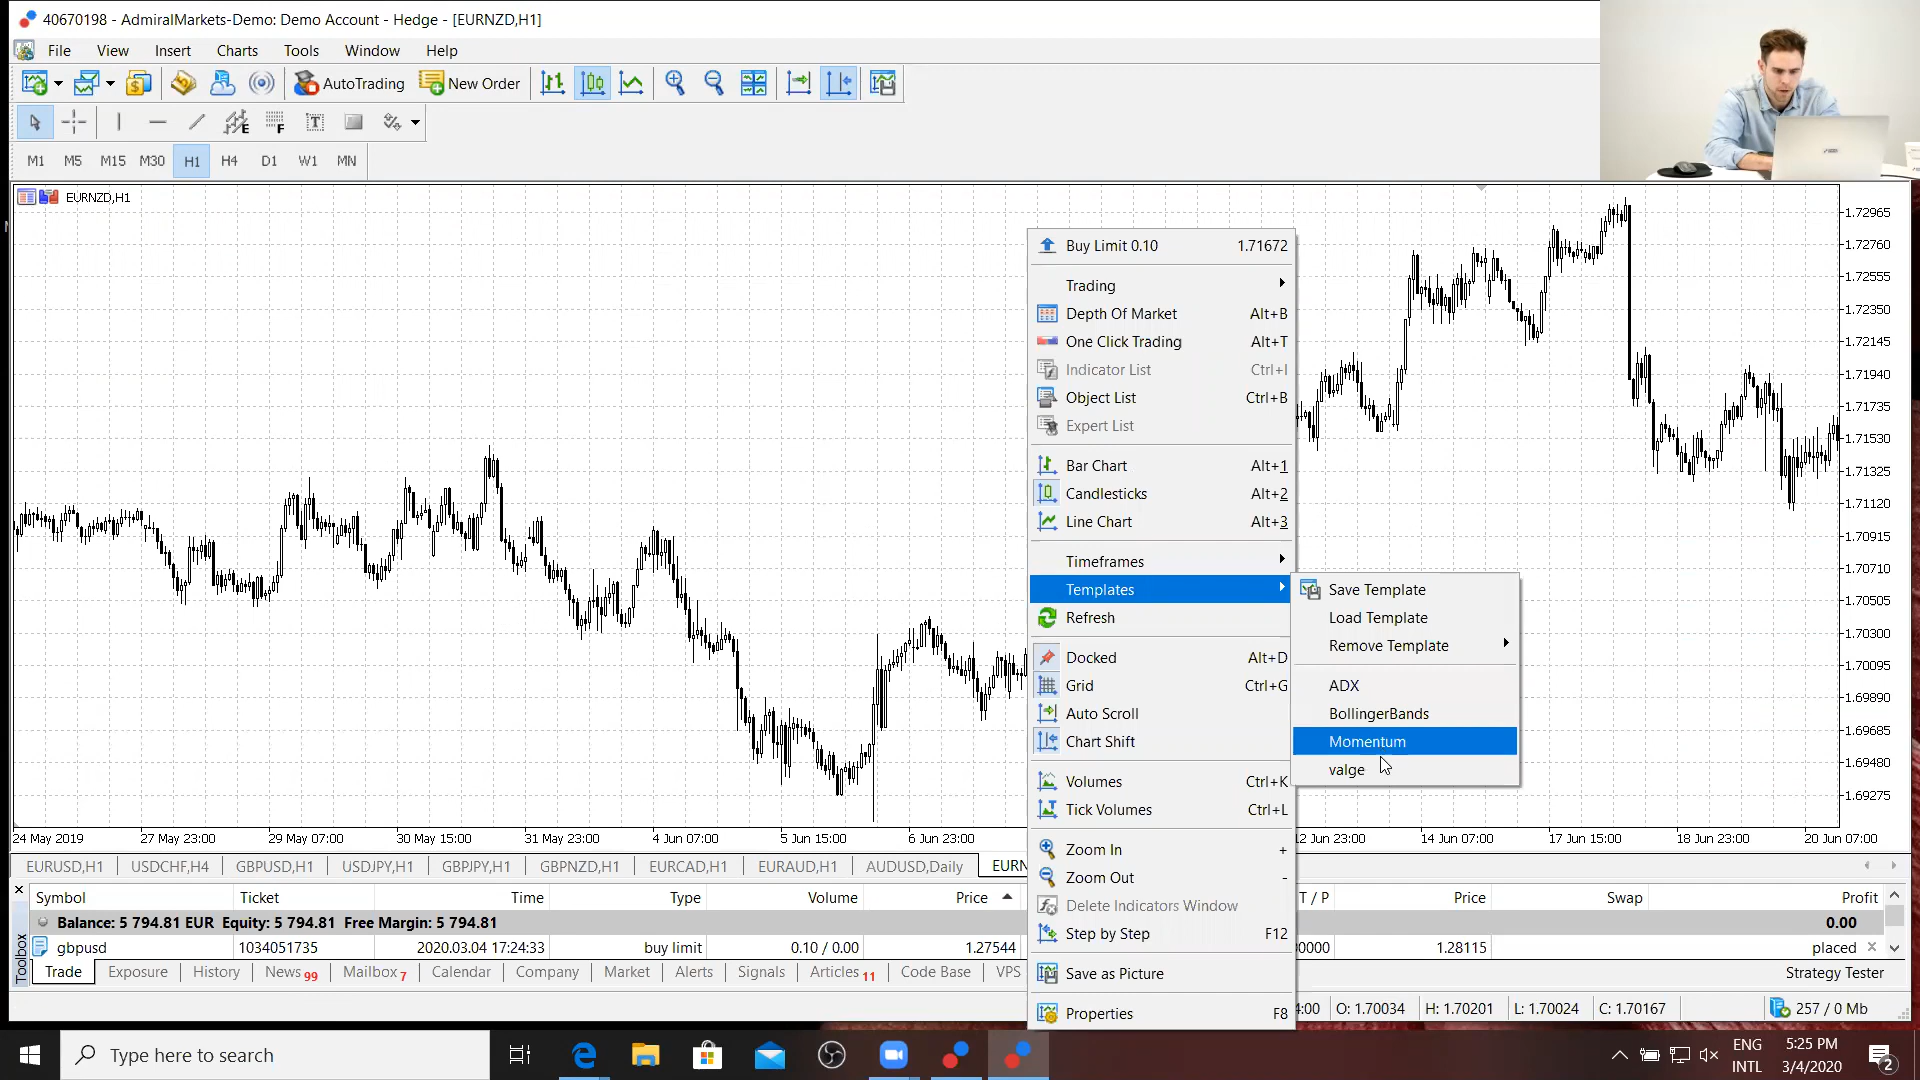 40670198 - AdmiralMarkets-Demo: Demo Account - Hedge - [EURNZD,H1]
File View Insert Charts Tools Window Help
AutoTrading New Order
E F T
M1 M5 M15 M30 H1 H4 D1 W1 MN
EURNZD,H1
1.72965
1.72760
1.72555
1.72350
1.72145
1.71940
1.71735
1.71530
1.71325
1.71120
1.70915
1.70710
1.70505
1.70300
1.70095
1.69890
1.69685
1.69480
1.69275
Buy Limit 0.10 1.71672
Trading
Depth Of Market Alt+B
One Click Trading Alt+T
Indicator List Ctrl+I
Object List Ctrl+B
Expert List
Bar Chart Alt+1
Candlesticks Alt+2
Line Chart Alt+3
Timeframes
Templates
Refresh
Docked Alt+D
Grid Ctrl+G
Auto Scroll
Chart Shift
Volumes Ctrl+K
Tick Volumes Ctrl+L
Zoom In +
Zoom Out -
Delete Indicators Window
Step by Step F12
Save as Picture
Properties F8
Save Template
Load Template
Remove Template
ADX
BollingerBands
Momentum
valge
24 May 2019 27 May 23:00 29 May 07:00 30 May 15:00 31 May 23:00 4 Jun 07:00 5 Jun 15:00 6 Jun 23:00 12 Jun 23:00 14 Jun 07:00 17 Jun 15:00 18 Jun 23:00 20 Jun 07:00
EURUSD,H1 USDCHF,H4 GBPUSD,H1 USDJPY,H1 GBPJPY,H1 GBPNZD,H1 EURCAD,H1 EURAUD,H1 AUDUSD,Daily EURN
Symbol Ticket Time Type Volume Price T / P Price Swap Profit
Balance: 5 794.81 EUR Equity: 5 794.81 Free Margin: 5 794.81 0.00
gbpusd 1034051735 2020.03.04 17:24:33 buy limit 0.10 / 0.00 1.27544 0000 1.28115 placed
Toolbox
Trade Exposure History News 99 Mailbox 7 Calendar Company Market Alerts Signals Articles 11 Code Base VPS Strategy Tester
4:00 O: 1.70034 H: 1.70201 L: 1.70024 C: 1.70167 257 / 0 Mb
Type here to search
ENG
INTL
5:25 PM
3/4/2020
2